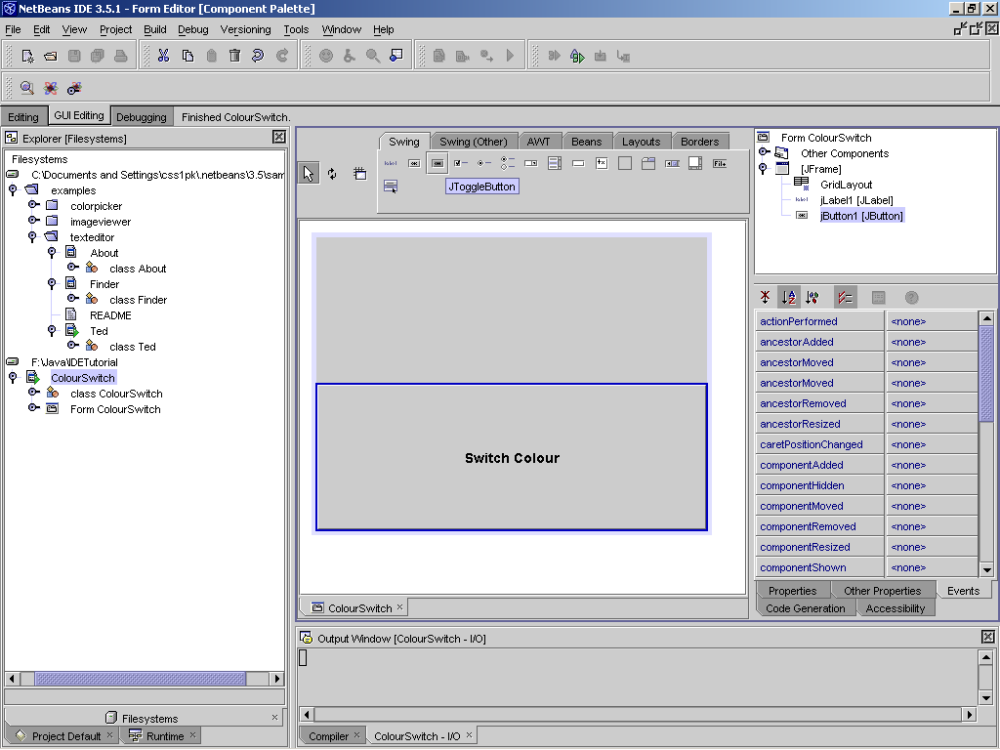 NetBeans IDE 3.5.1 - Form Editor [Component Palette]
File Edit View Project Build Debug Versioning Tools Window Help
Editing GUI Editing Debugging Finished ColourSwitch.
Explorer [Filesystems]
Filesystems
C:\Documents and Settings\css1pk\.netbeans\3.5\sam
examples
colorpicker
imageviewer
texteditor
About
class About
Finder
class Finder
README
Ted
class Ted
F:\Java\IDETutorial
ColourSwitch
class ColourSwitch
Form ColourSwitch
Filesystems
Project Default Runtime
Swing Swing (Other) AWT Beans Layouts Borders
JToggleButton
Switch Colour
ColourSwitch
Form ColourSwitch
Other Components
[JFrame]
GridLayout
jLabel1 [JLabel]
jButton1 [JButton]
actionPerformed <none>
ancestorAdded <none>
ancestorMoved <none>
ancestorMoved <none>
ancestorRemoved <none>
ancestorResized <none>
caretPositionChanged <none>
componentAdded <none>
componentHidden <none>
componentMoved <none>
componentRemoved <none>
componentResized <none>
componentShown <none>
Properties Other Properties Events
Code Generation Accessibility
Output Window [ColourSwitch - I/O]
Compiler ColourSwitch - I/O